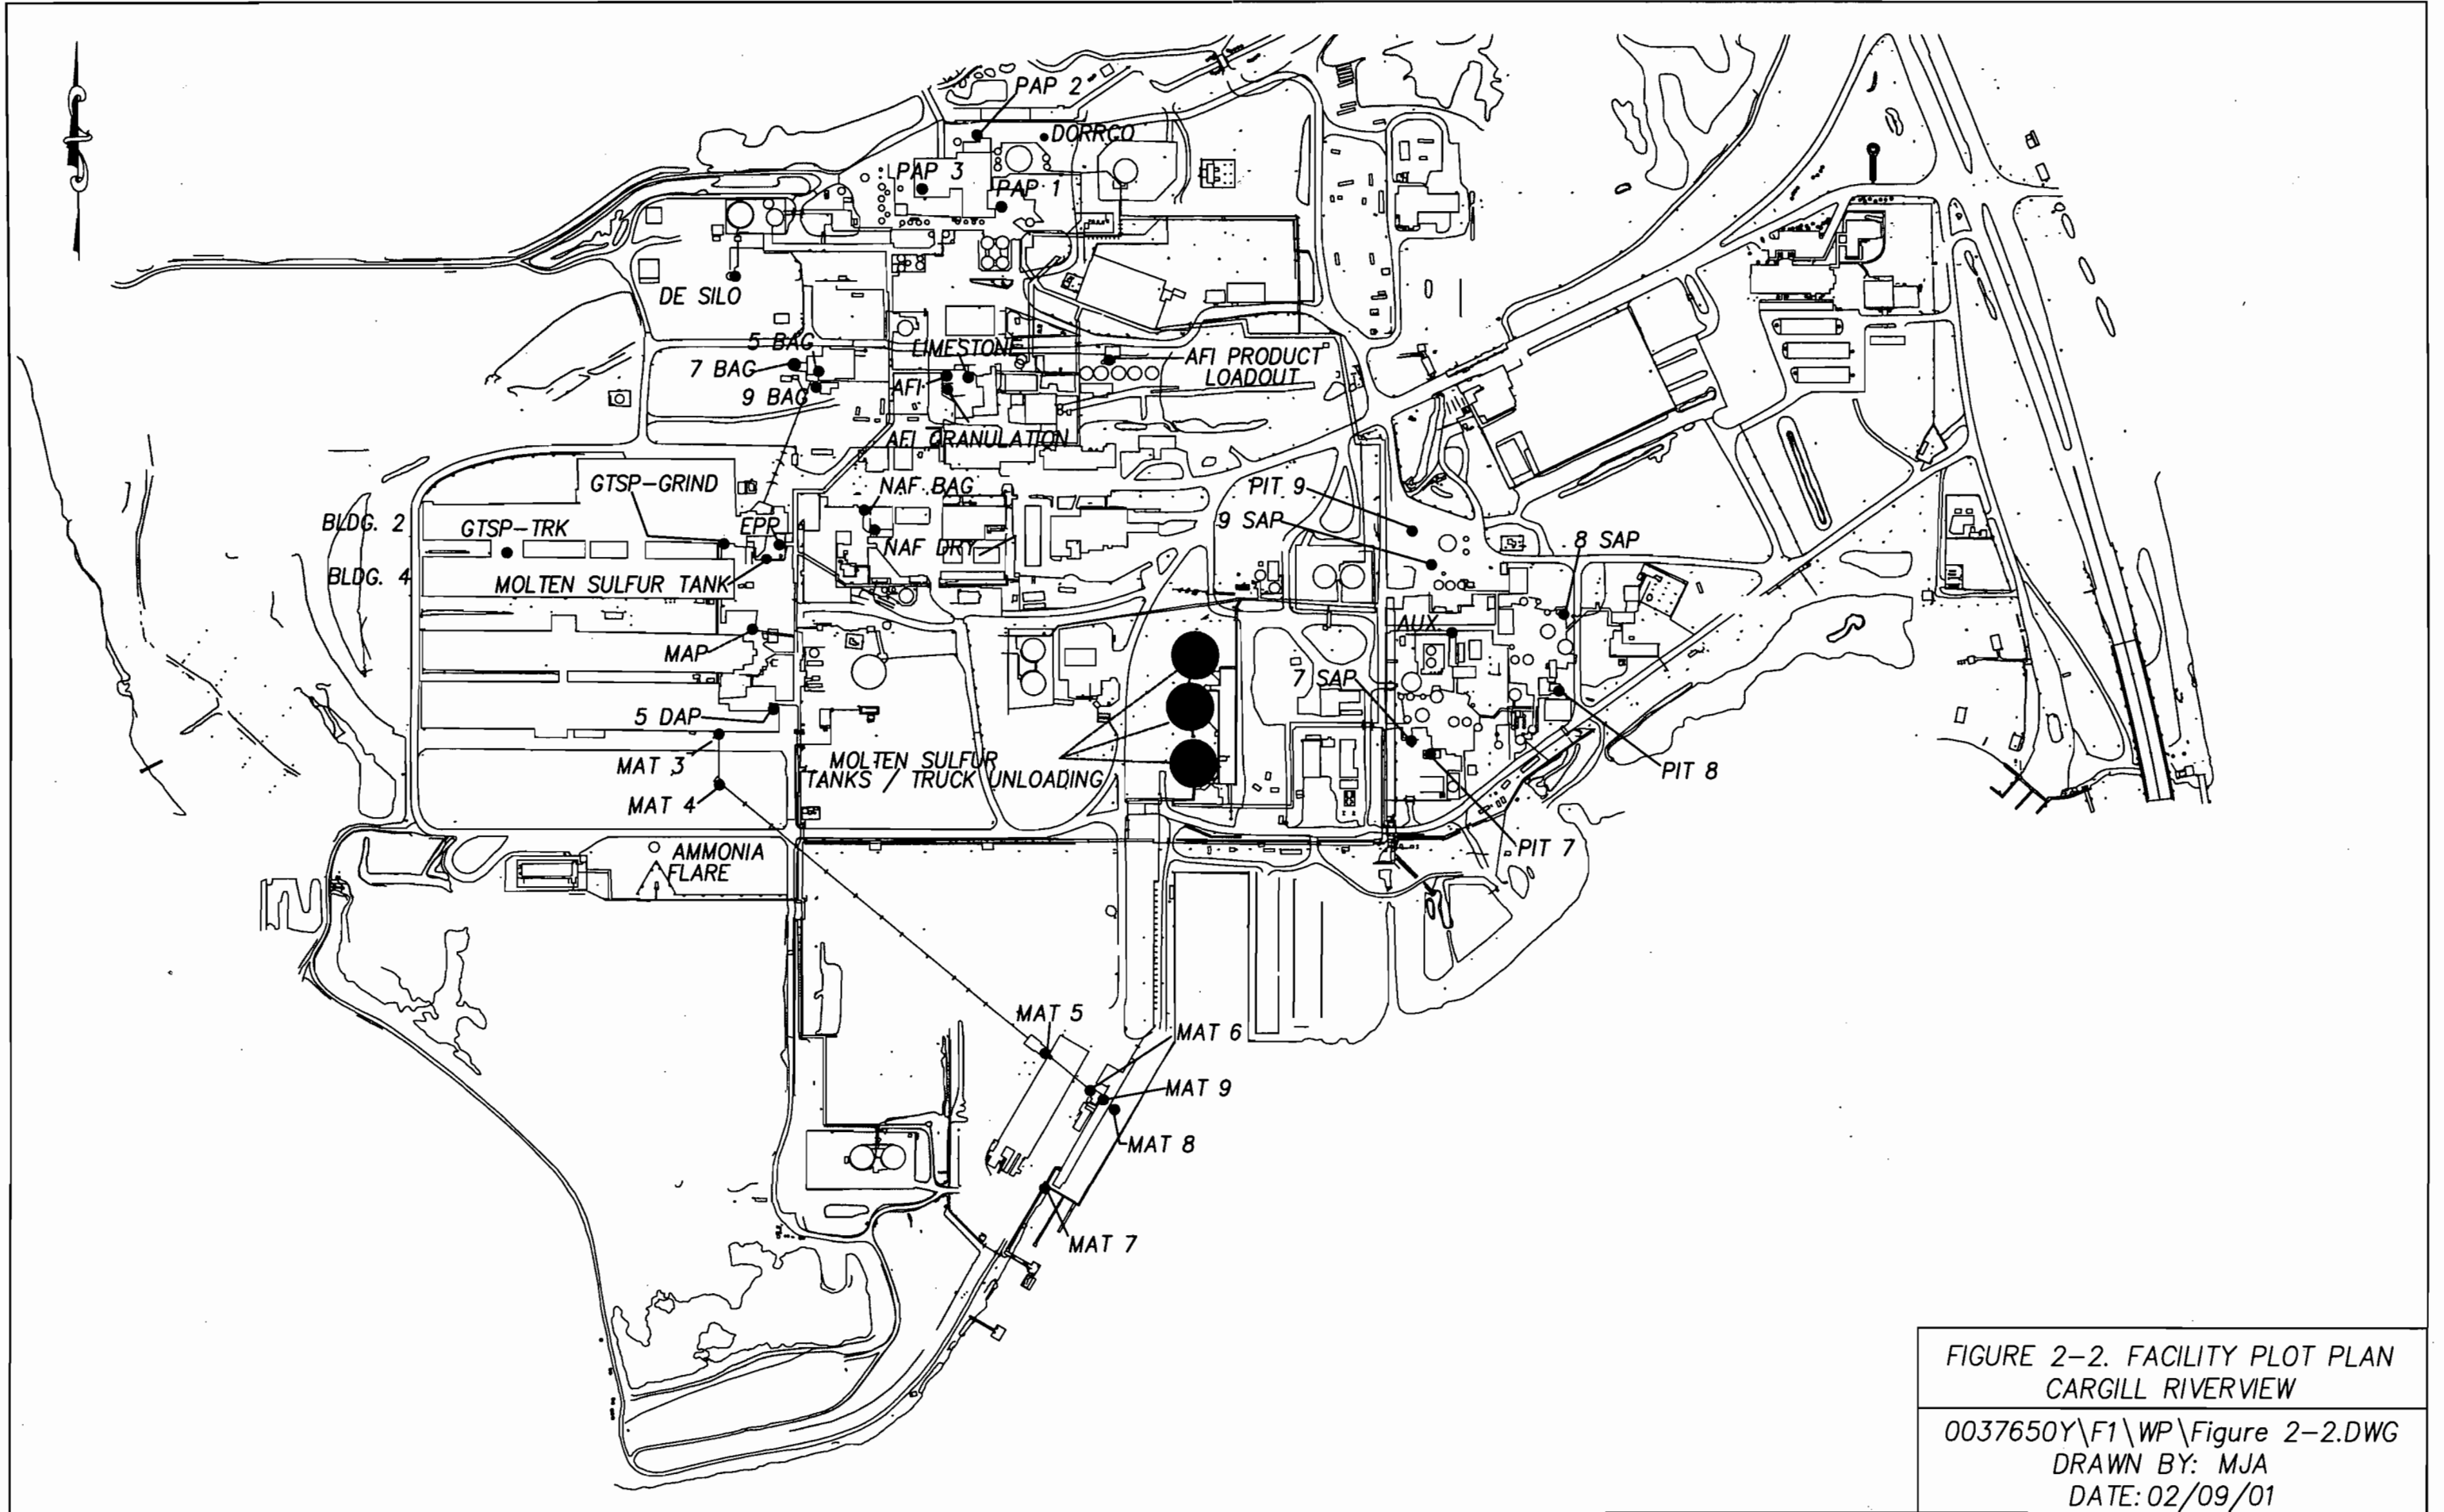 PAP 2
DORRCO
PAP 3
PAP 1
DE SILO
5 BAG
LIMESTONE
7 BAG
AFI PRODUCT
LOADOUT
AFI
9 BAG
AFI GRANULATION
GTSP-GRIND
NAF BAG
PIT 9
BLDG. 2
GTSP-TRK
EPP
9 SAP
NAF DRY
8 SAP
BLDG. 4
MOLTEN SULFUR TANK
AUX
MAP
7 SAP
5 DAP
MAT 3
MOLTEN SULFUR
TANKS / TRUCK UNLOADING
PIT 8
MAT 4
PIT 7
AMMONIA
FLARE
MAT 5
MAT 6
MAT 9
MAT 8
MAT 7
FIGURE 2-2. FACILITY PLOT PLAN
CARGILL RIVERVIEW
0037650Y\F1\WP\Figure 2-2.DWG
DRAWN BY: MJA
DATE: 02/09/01